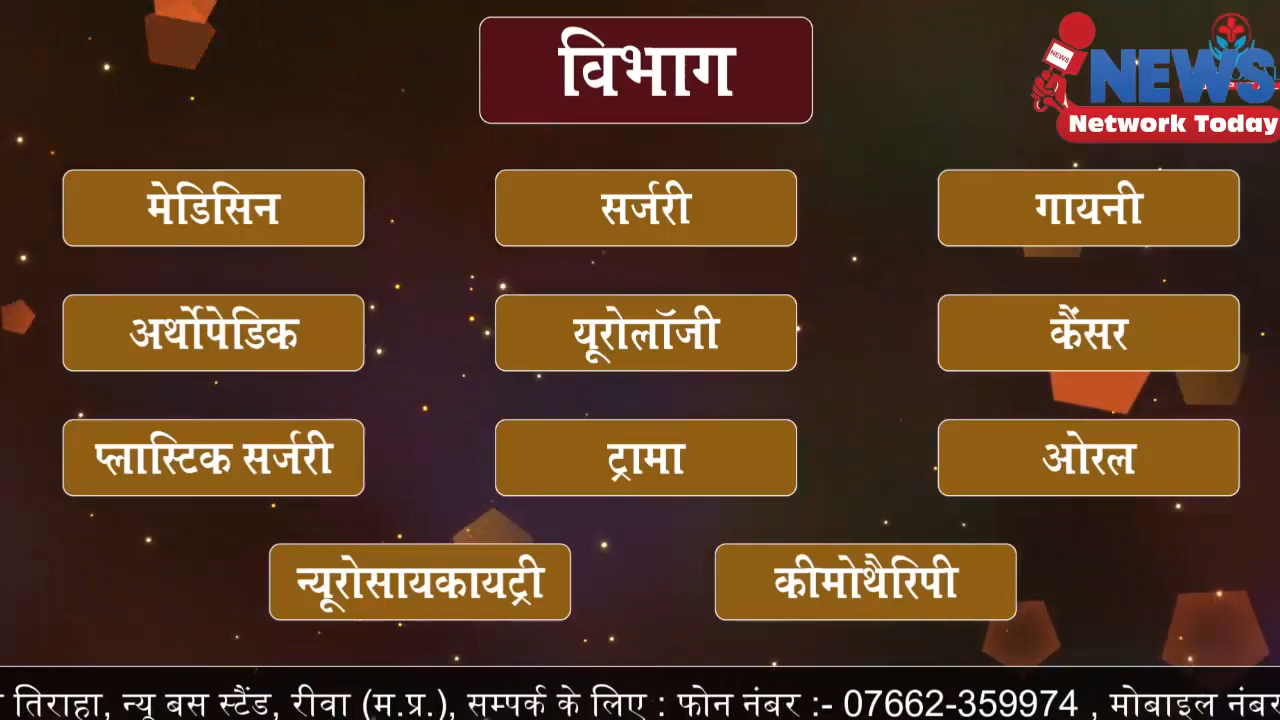 विभाग
NEWS
NEWS
Network Today
मेडिसिन
सर्जरी
गायनी
अर्थोपेडिक
यूरोलॉजी
कैंसर
प्लास्टिक सर्जरी
ट्रामा
ओरल
न्यूरोसायकायट्री
कीमोथैरिपी
तिराहा, न्यू बस स्टैंड, रीवा (म.प्र.), सम्पर्क के लिए : फोन नंबर :- 07662-359974 , मोबाइल नंबर